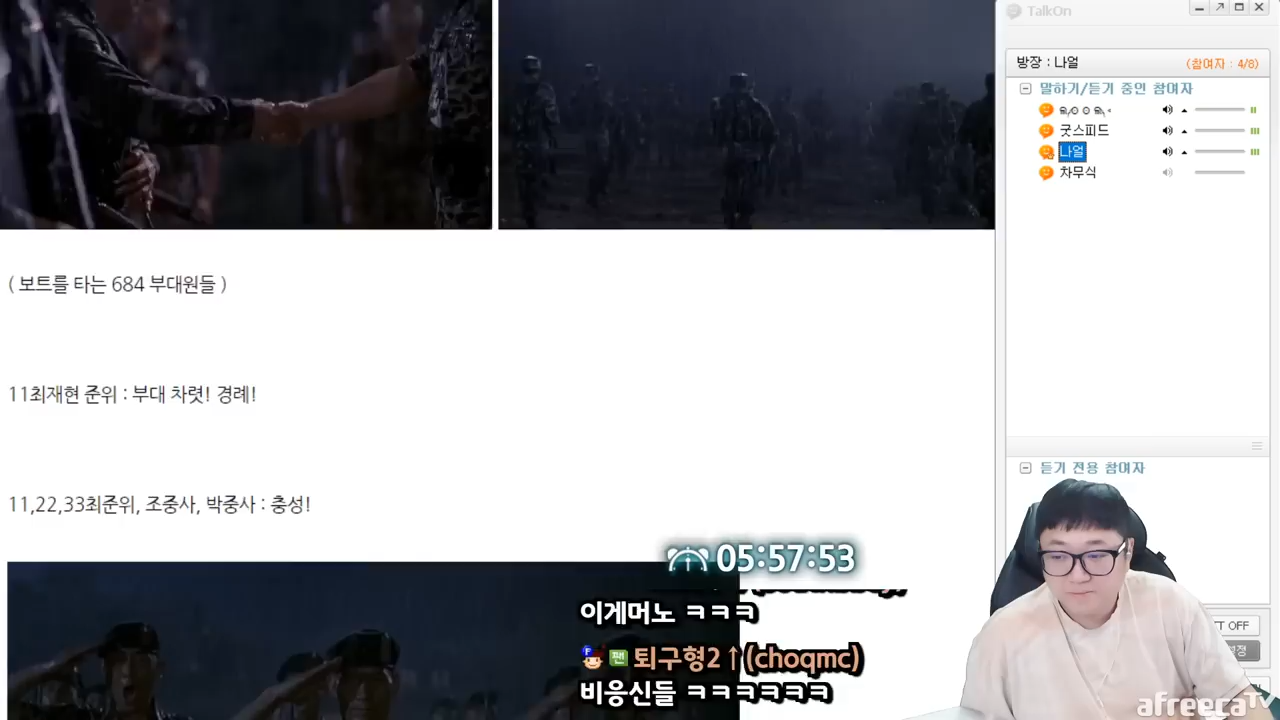 TalkOn
방장 : 나얼
(참여자 : 4/8)
말하기/듣기 중인 참여자
굿스피드
나얼
차무식
( 보트를 타는 684 부대원들 )
11최재현 준위 : 부대 차렷! 경례!
11,22,33최준위, 조중사, 박중사 : 충성!
듣기 전용 참여자
05:57:53
이게머노 ㅋㅋㅋ
F 팬 퇴구형2↑(choqmc)
비응신들 ㅋㅋㅋㅋㅋㅋ
OFF
afreecaTV